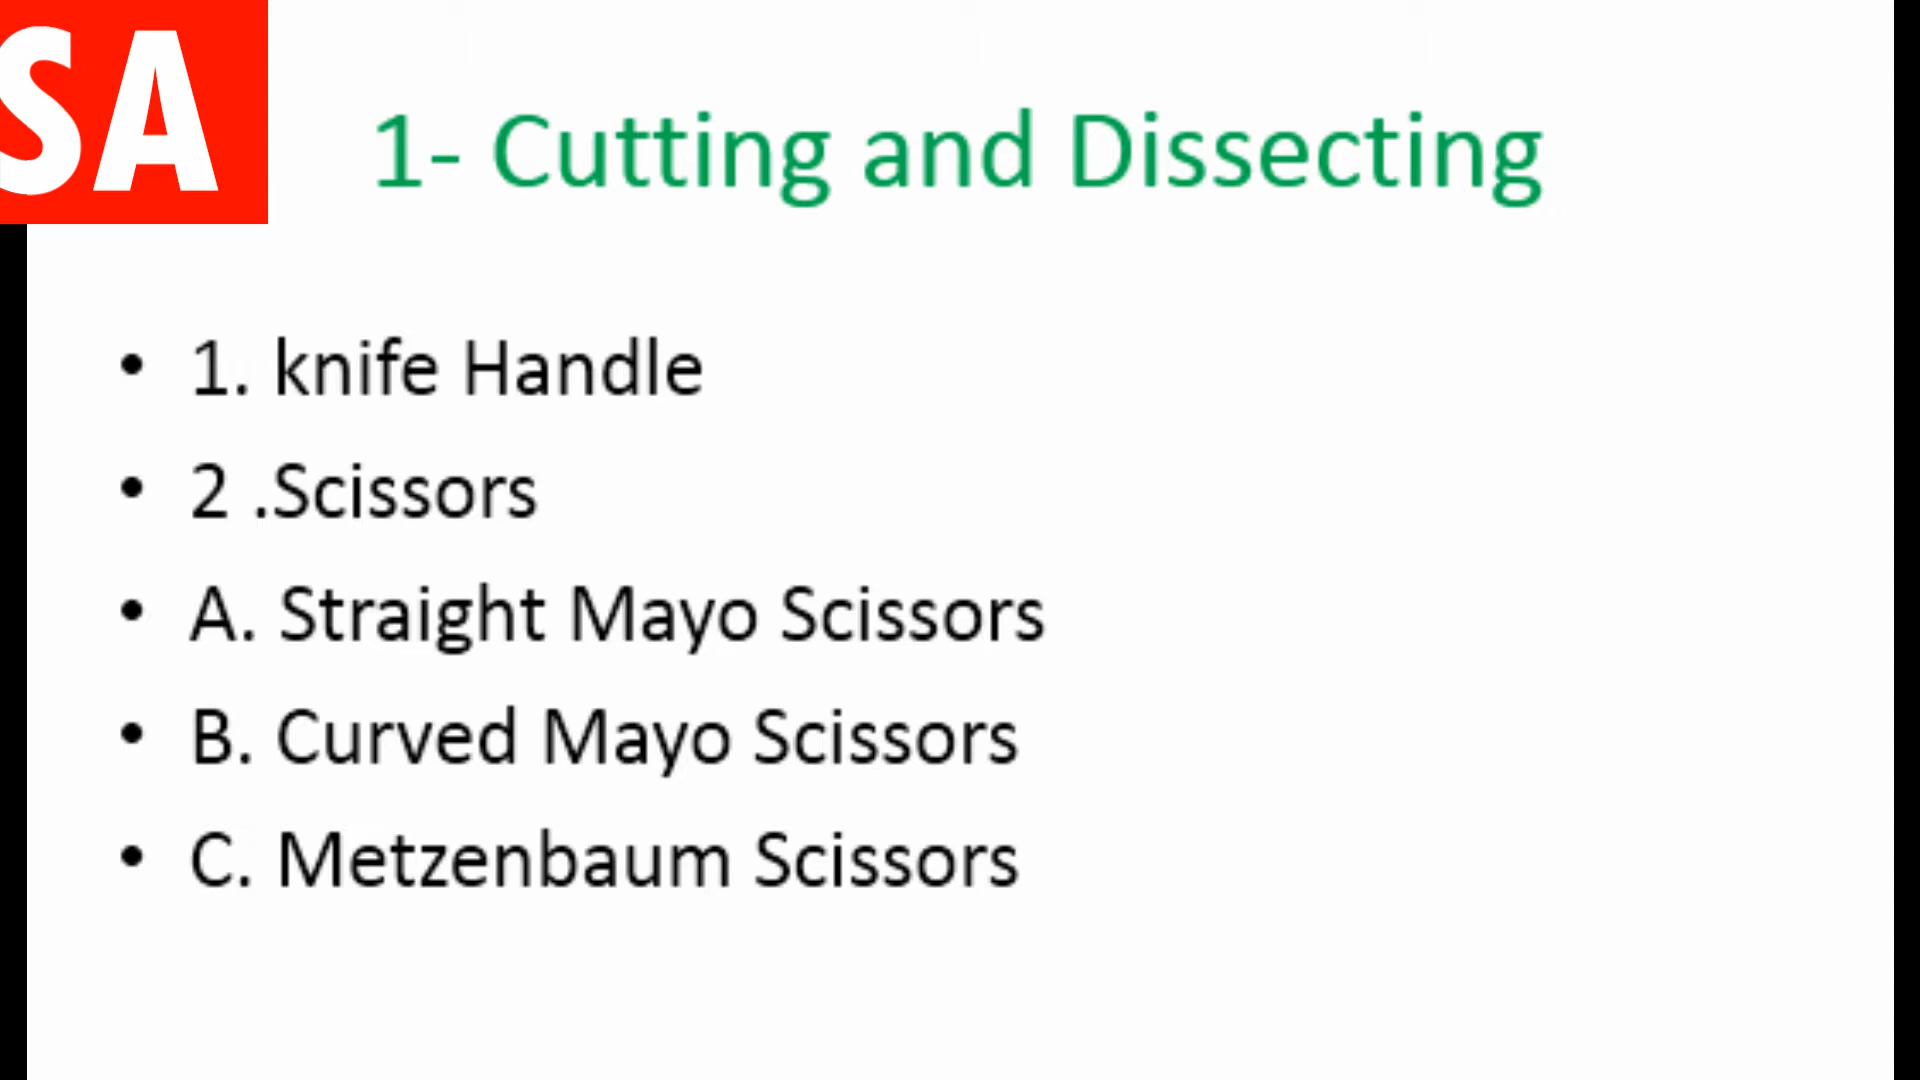 SA
1- Cutting and Dissecting
• 1. knife Handle
• 2 .Scissors
• A. Straight Mayo Scissors
• B. Curved Mayo Scissors
• C. Metzenbaum Scissors